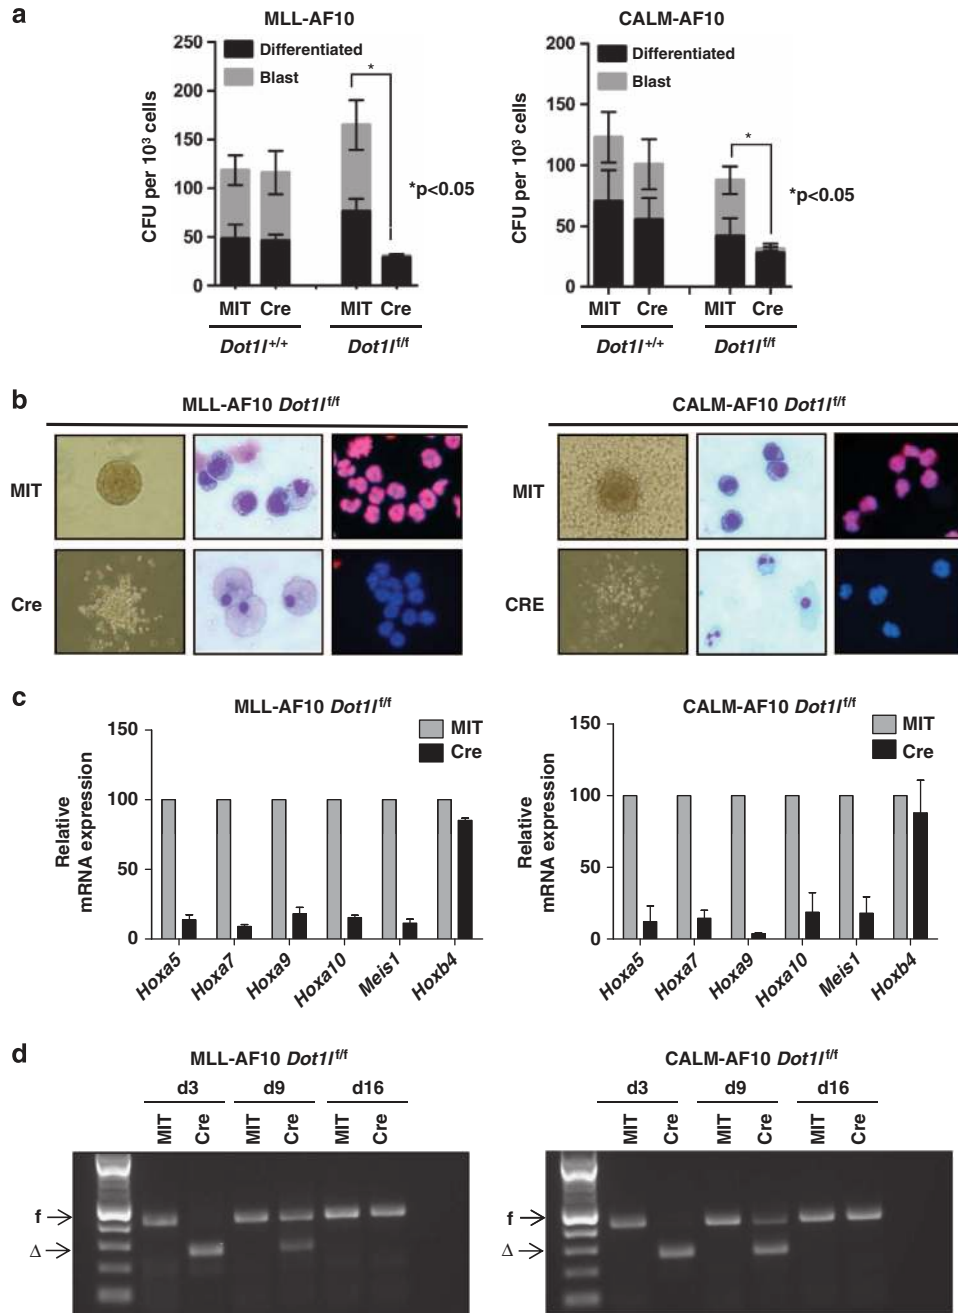 a
MLL-AF10
CALM-AF10
250
200
150
100
50
0
CFU per 10³ cells
Differentiated
Blast
*
*p<0.05
MIT Cre
MIT Cre
Dot1l+/+
Dot1lf/f
200
150
100
50
0
CFU per 10³ cells
Differentiated
Blast
*
*p<0.05
MIT Cre
MIT Cre
Dot1l+/+
Dot1lf/f
b
MLL-AF10 Dot1lf/f
CALM-AF10 Dot1lf/f
MIT
Cre
MIT
CRE
c
MLL-AF10 Dot1lf/f
MIT
Cre
150
100
50
0
Relative
mRNA expression
Hoxa5
Hoxa7
Hoxa9
Hoxa10
Meis1
Hoxb4
CALM-AF10 Dot1lf/f
MIT
Cre
150
100
50
0
Relative
mRNA expression
Hoxa5
Hoxa7
Hoxa9
Hoxa10
Meis1
Hoxb4
d
MLL-AF10 Dot1lf/f
d3 d9 d16
MIT Cre MIT Cre MIT Cre
f
Δ
CALM-AF10 Dot1lf/f
d3 d9 d16
MIT Cre MIT Cre MIT Cre
f
Δ